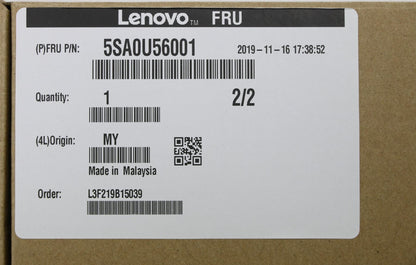 Lenovo™ FRU
(P)FRU P/N: 5SA0U56001 2019-11-16 17:38:52
Quantity: 1 2/2
(4L)Origin: MY
Made in Malaysia
Order: L3F219B15039